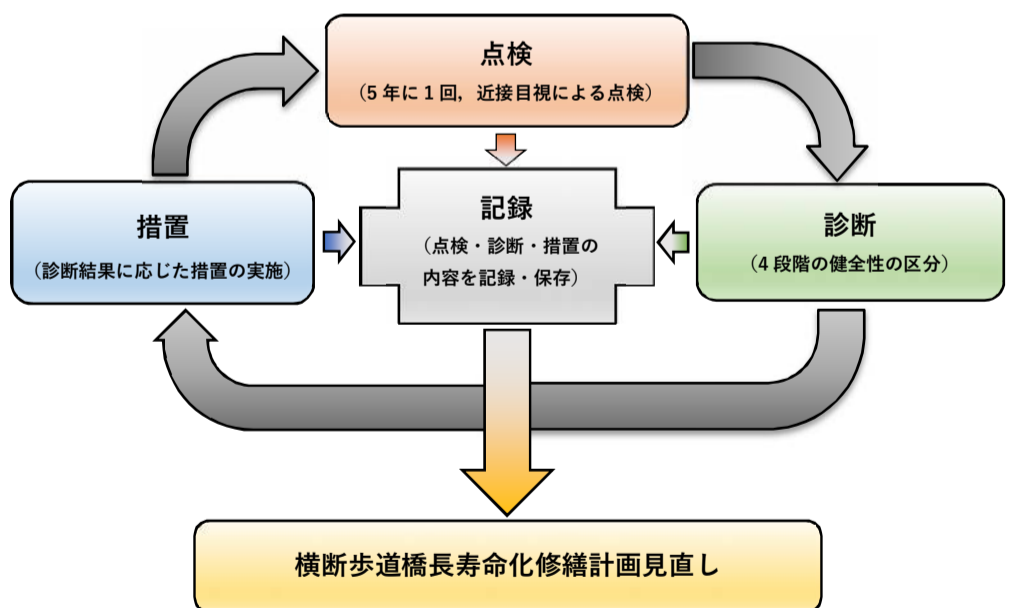 点検
（5年に1回，近接目視による点検）
措置
（診断結果に応じた措置の実施）
記録
（点検・診断・措置の
内容を記録・保存）
診断
（4段階の健全性の区分）
横断歩道橋長寿命化修繕計画見直し